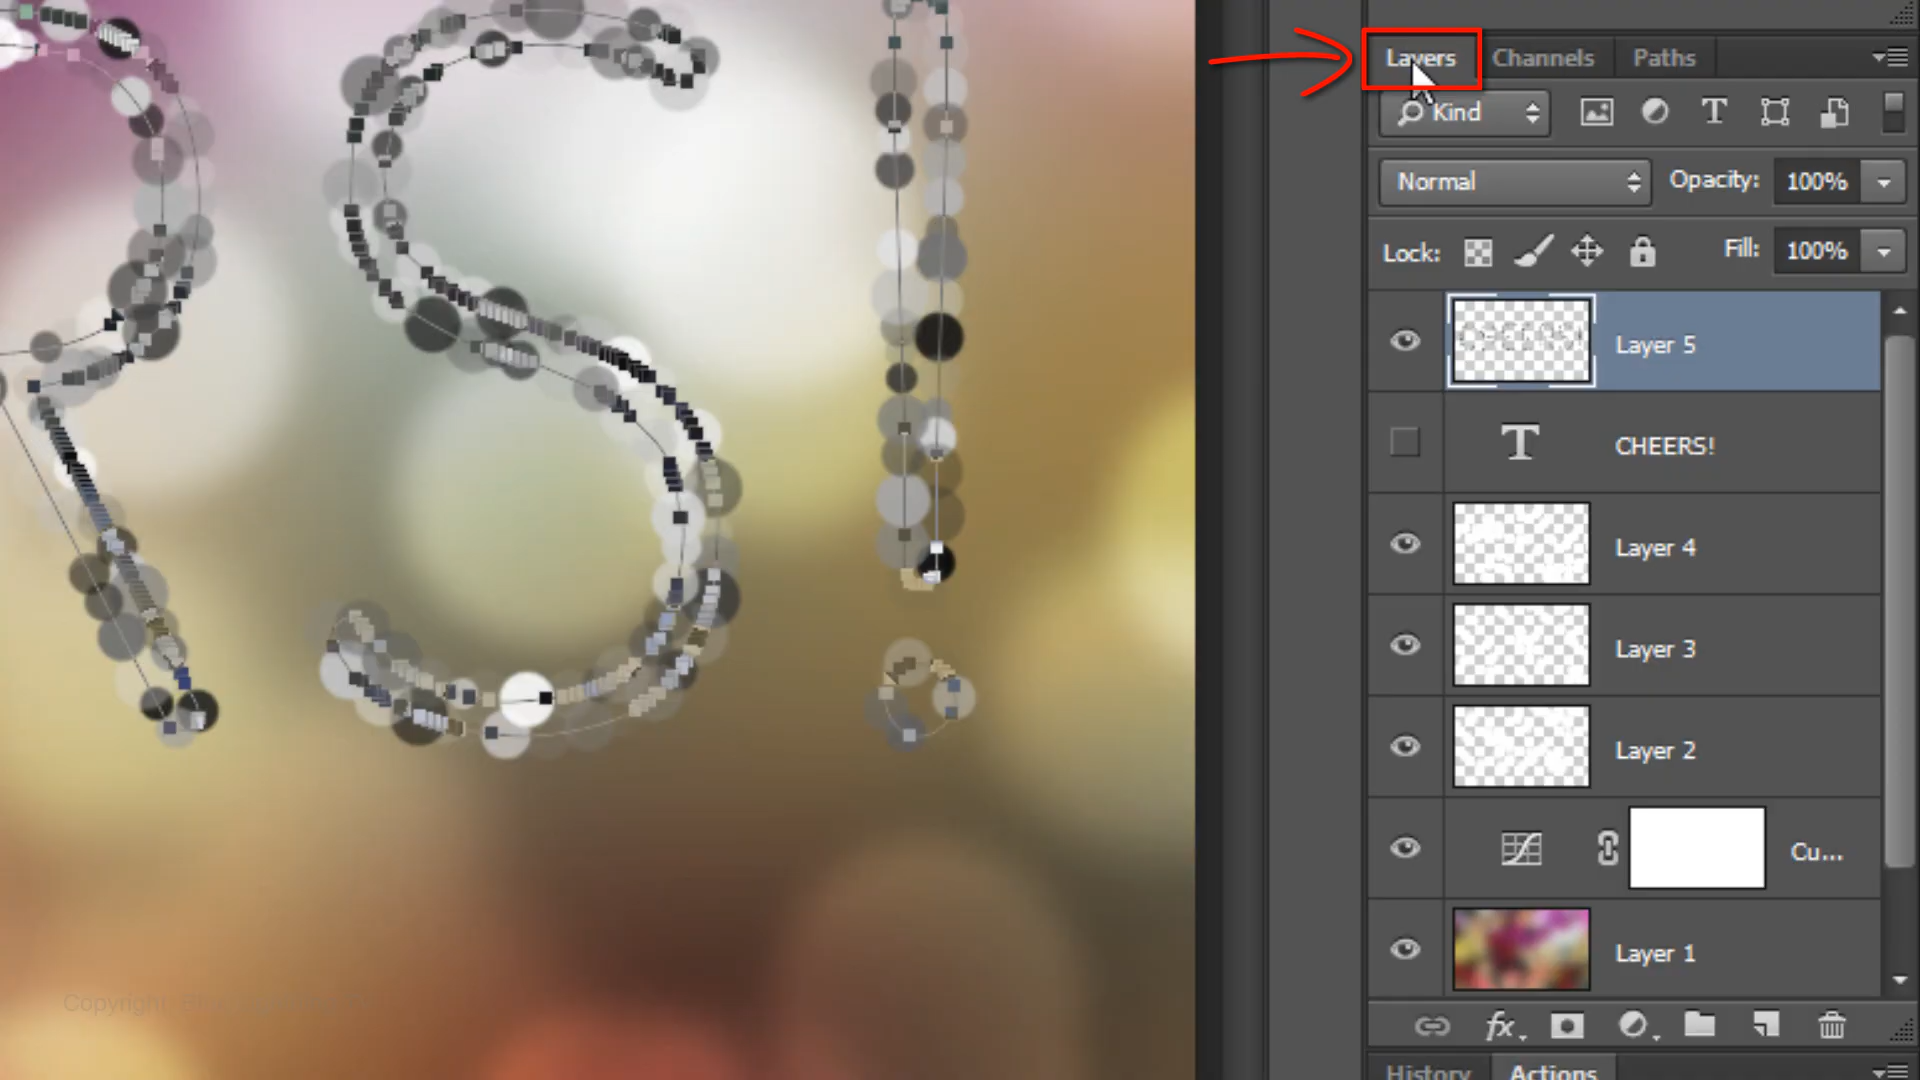 Layers Channels Paths
Kind
Normal Opacity: 100%
Lock: Fill: 100%
Layer 5
CHEERS!
Layer 4
Layer 3
Layer 2
Cu...
Layer 1
fx
History Actions
Copyright